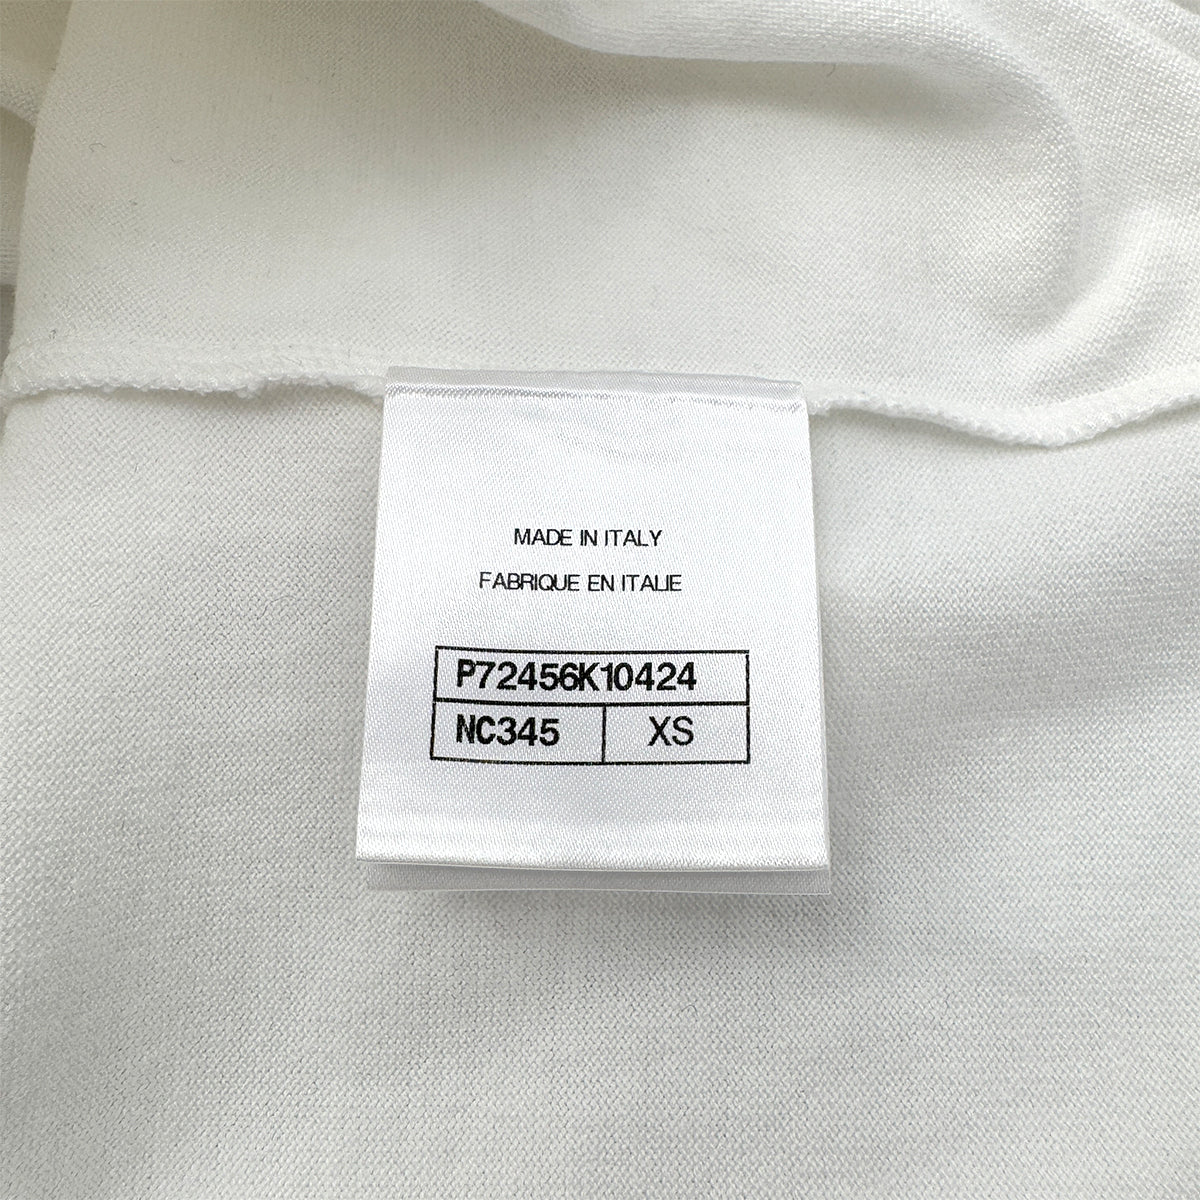 MADE IN ITALY
FABRIQUE EN ITALIE
P72456K10424
NC345 XS